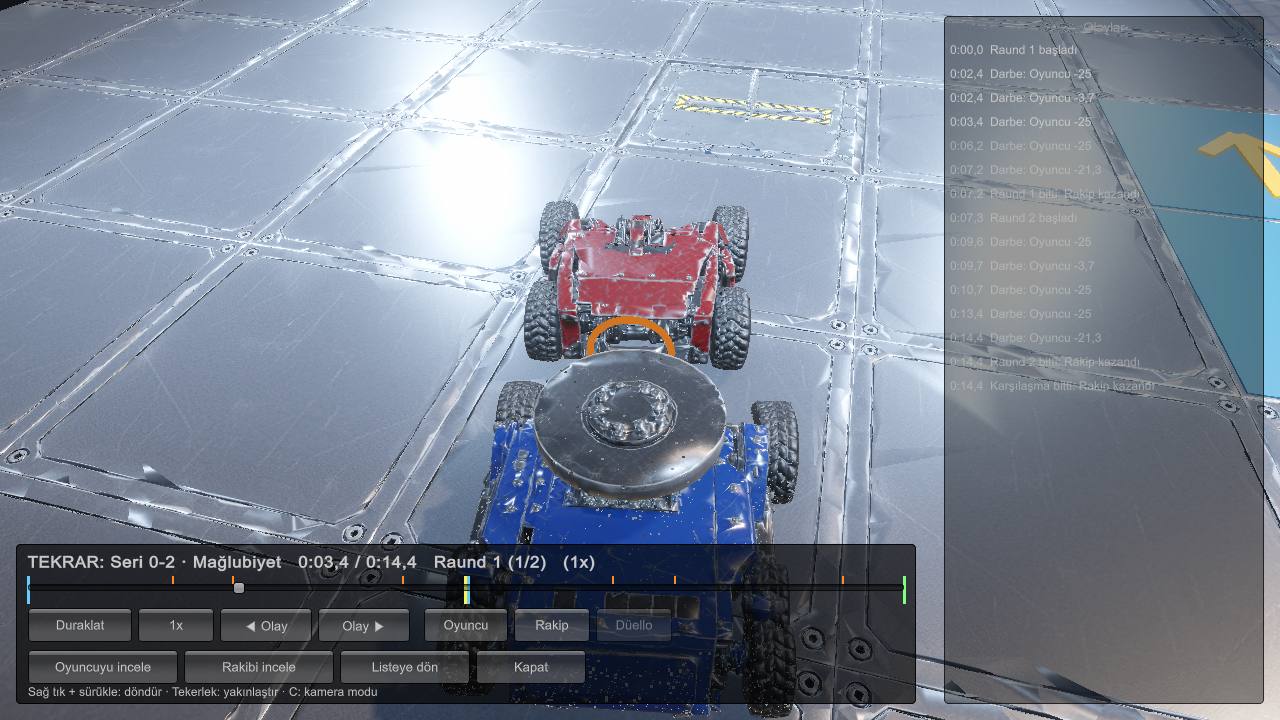 Olaylar
0:00,0 Raund 1 başladı
0:02,4 Darbe: Oyuncu -25
0:02,4 Darbe: Oyuncu -3,7
0:03,4 Darbe: Oyuncu -25
0:06,2 Darbe: Oyuncu -25
0:07,2 Darbe: Oyuncu -21,3
0:07,2 Raund 1 bitti: Rakip kazandı
0:07,3 Raund 2 başladı
0:09,6 Darbe: Oyuncu -25
0:09,7 Darbe: Oyuncu -3,7
0:10,7 Darbe: Oyuncu -25
0:13,4 Darbe: Oyuncu -25
0:14,4 Darbe: Oyuncu -21,3
0:14,4 Raund 2 bitti: Rakip kazandı
0:14,4 Karşılaşma bitti: Rakip kazandı
TEKRAR: Seri 0-2 · Mağlubiyet 0:03,4 / 0:14,4 Raund 1 (1/2) (1x)
Duraklat 1x ◄ Olay Olay ► Oyuncu Rakip Düello
Oyuncuyu incele Rakibi incele Listeye dön Kapat
Sağ tık + sürükle: döndür · Tekerlek: yakınlaştır · C: kamera modu